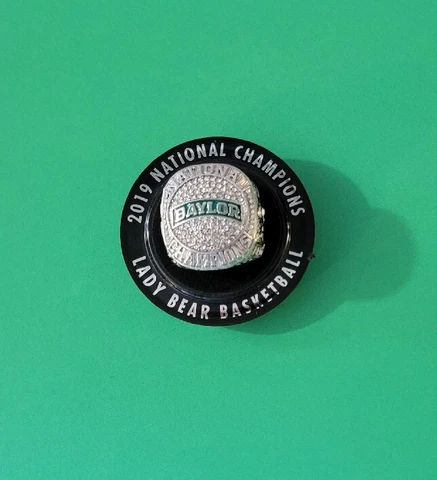 2019 NATIONAL CHAMPIONS
NATIONAL
BAYLOR
CHAMPIONS
LADY BEAR BASKETBALL